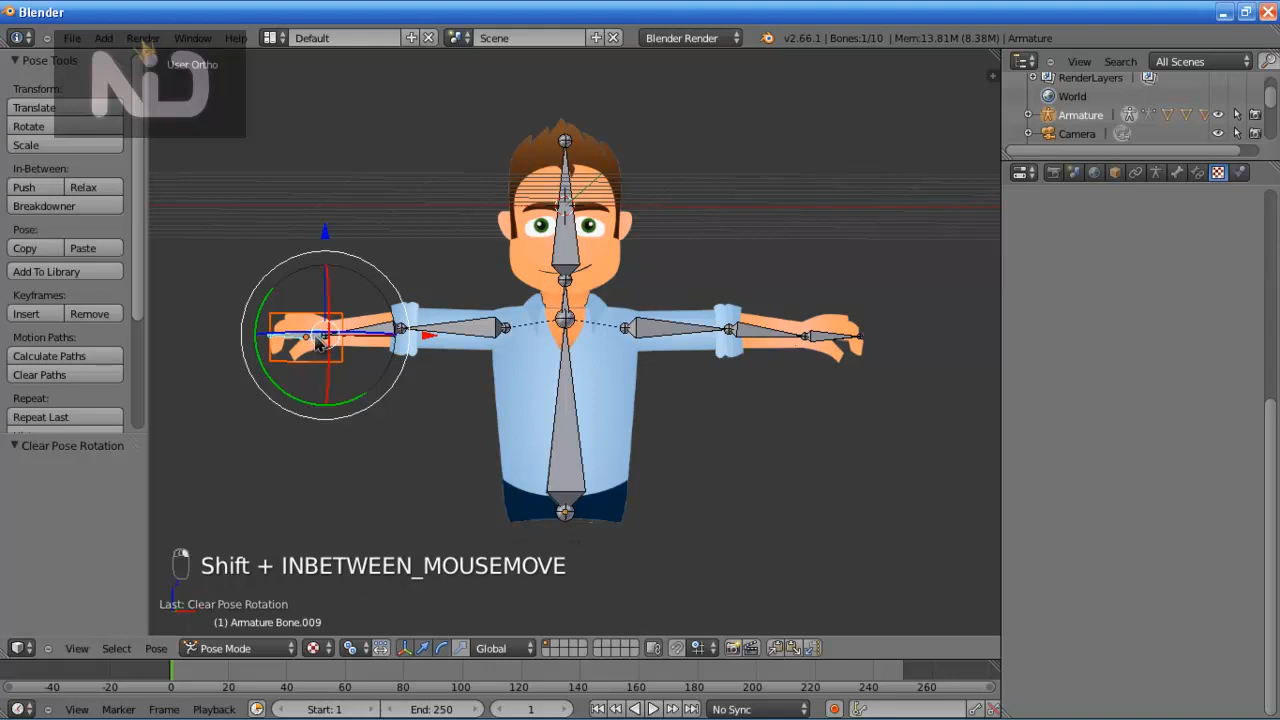 Blender
File Add Render Window Help Default Scene Blender Render v2.66.1 | Bones:1/10 | Mem:13.81M (8.38M) | Armature
ND
Pose Tools
User Ortho
View Search All Scenes
RenderLayers
World
Armature
Camera
Transform:
Translate
Rotate
Scale
In-Between:
Push Relax
Breakdowner
Pose:
Copy Paste
Add To Library
Keyframes:
Insert Remove
Motion Paths:
Calculate Paths
Clear Paths
Repeat:
Repeat Last
Clear Pose Rotation
Shift + INBETWEEN_MOUSEMOVE
Last: Clear Pose Rotation
(1) Armature Bone.009
View Select Pose Pose Mode Global
-40 -20 0 20 40 60 80 100 120 140 160 180 200 220 240 260
View Marker Frame Playback Start: 1 End: 250 1 No Sync